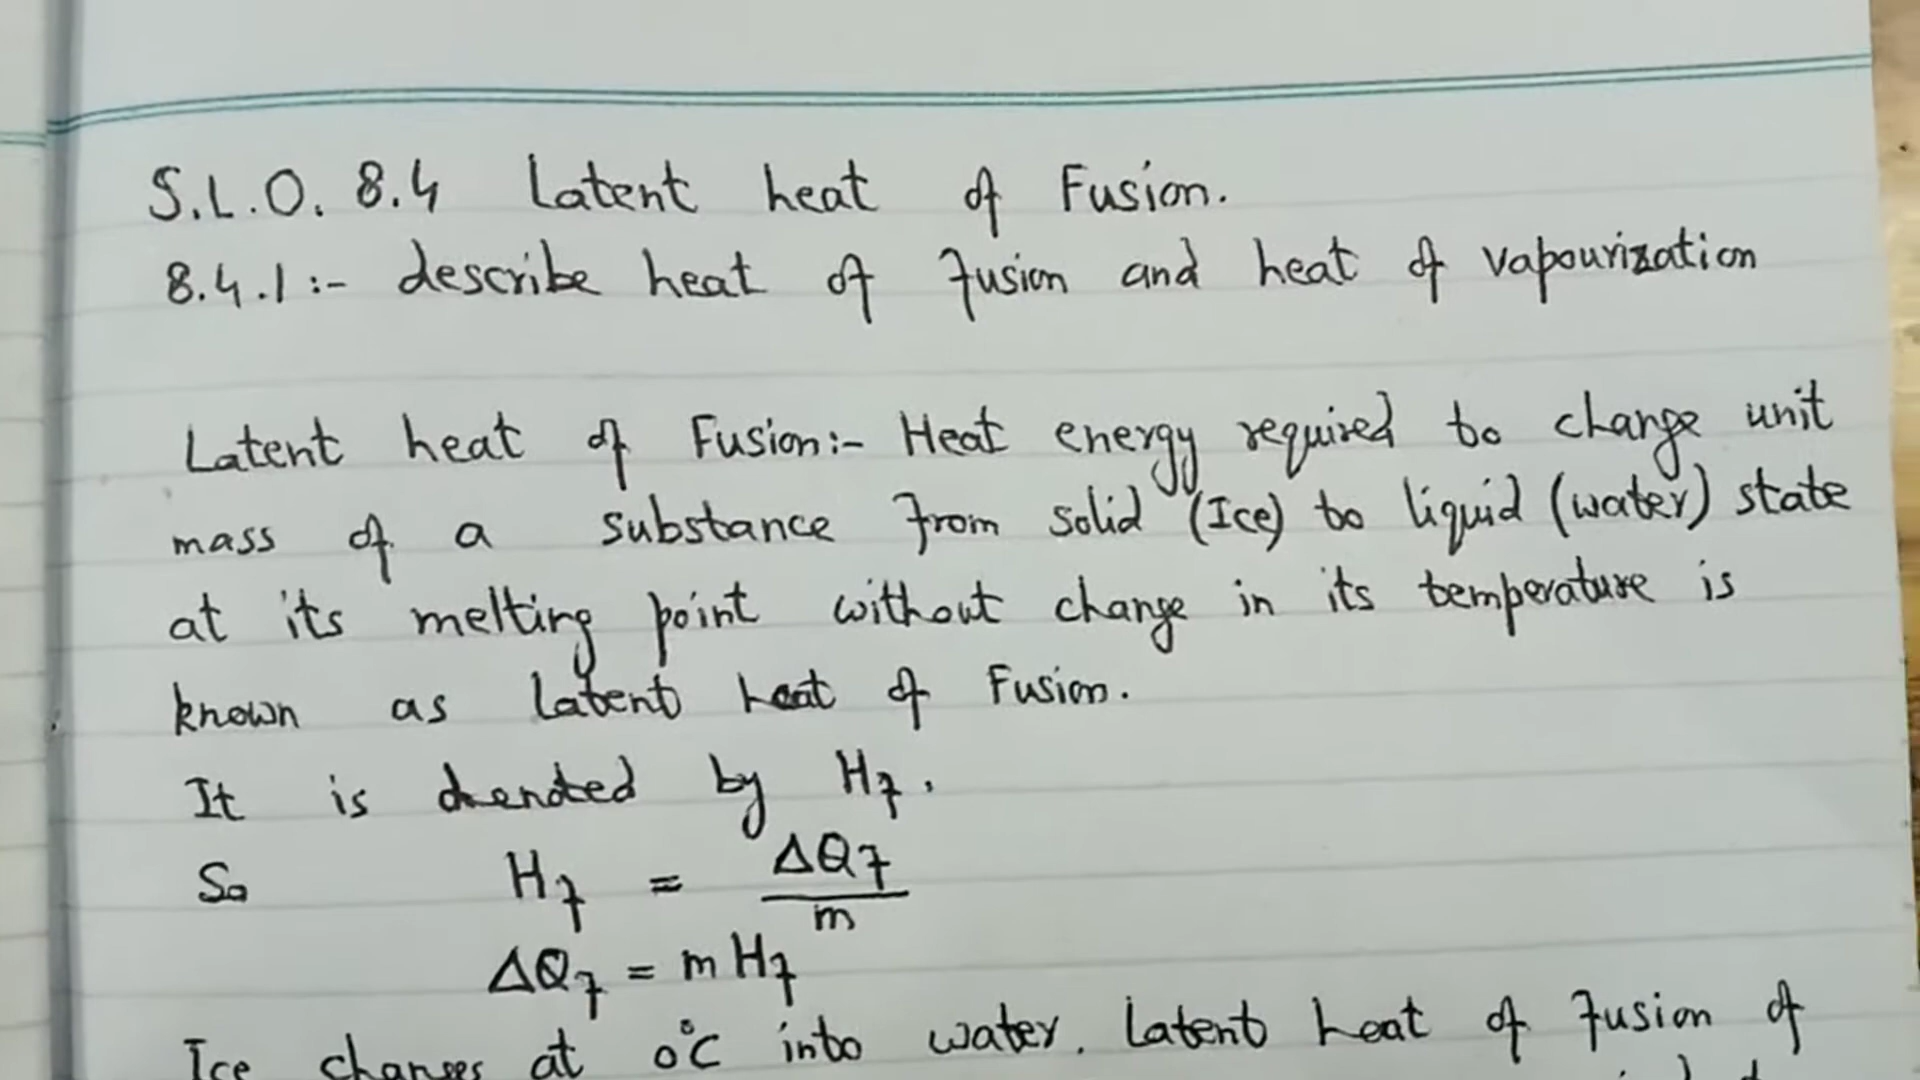 S.L.O. 8.4 Latent heat of Fusion.
8.4.1:- describe heat of fusion and heat of vapourization
Latent heat of Fusion:- Heat energy required to change unit
mass of a substance from solid (Ice) to liquid (water) state
at its melting point without change in its temperature is
known as latent heat of Fusion.
It is denoted by Hf.
So Hf = ΔQf / m
ΔQf = m Hf
Ice changes at 0°C into water. Latent heat of fusion of